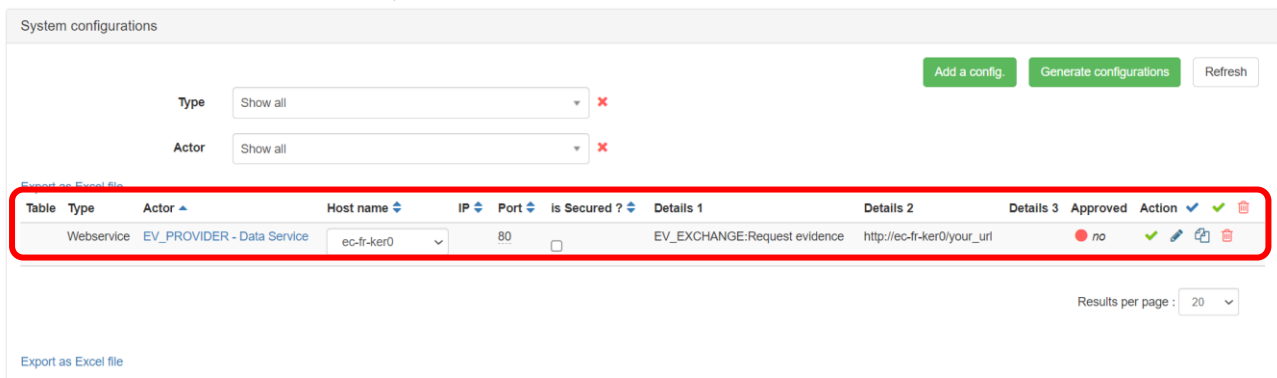 System configurations
Add a config. Generate configurations Refresh
Type Show all
Actor Show all
Export as Excel file
Table Type Actor Host name IP Port is Secured ? Details 1 Details 2 Details 3 Approved Action
Webservice EV_PROVIDER - Data Service ec-fr-ker0 80 EV_EXCHANGE:Request evidence http://ec-fr-ker0/your_url no
Results per page : 20
Export as Excel file